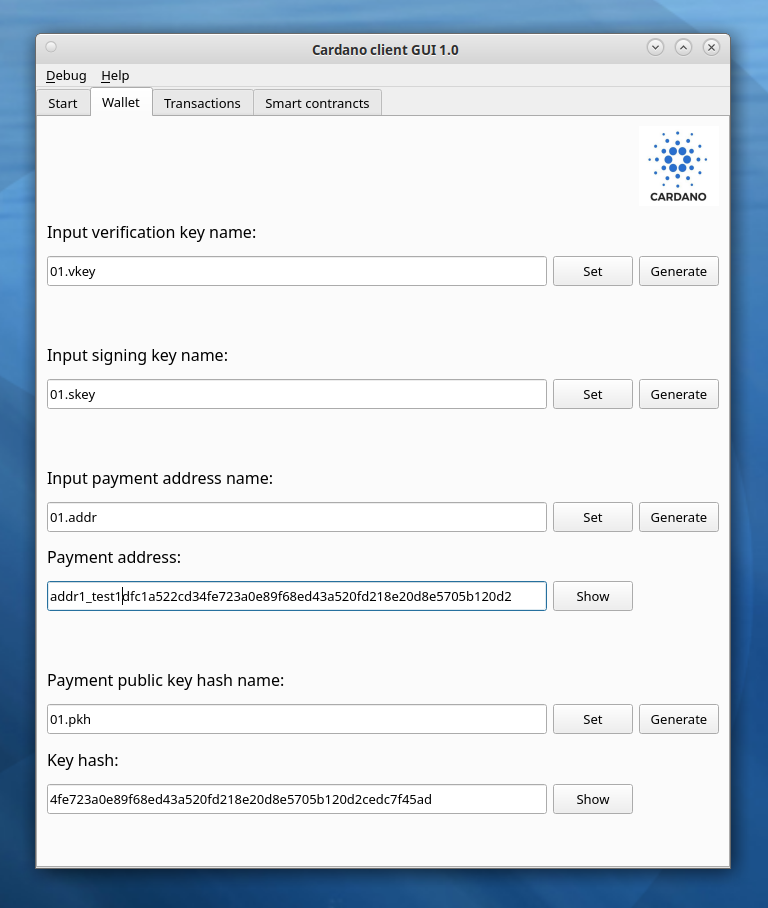 Cardano client GUI 1.0
Debug Help
Start Wallet Transactions Smart contrancts
CARDANO
Input verification key name:
01.vkey Set Generate
Input signing key name:
01.skey Set Generate
Input payment address name:
01.addr Set Generate
Payment address:
addr1_test1dfc1a522cd34fe723a0e89f68ed43a520fd218e20d8e5705b120d2 Show
Payment public key hash name:
01.pkh Set Generate
Key hash:
4fe723a0e89f68ed43a520fd218e20d8e5705b120d2cedc7f45ad Show